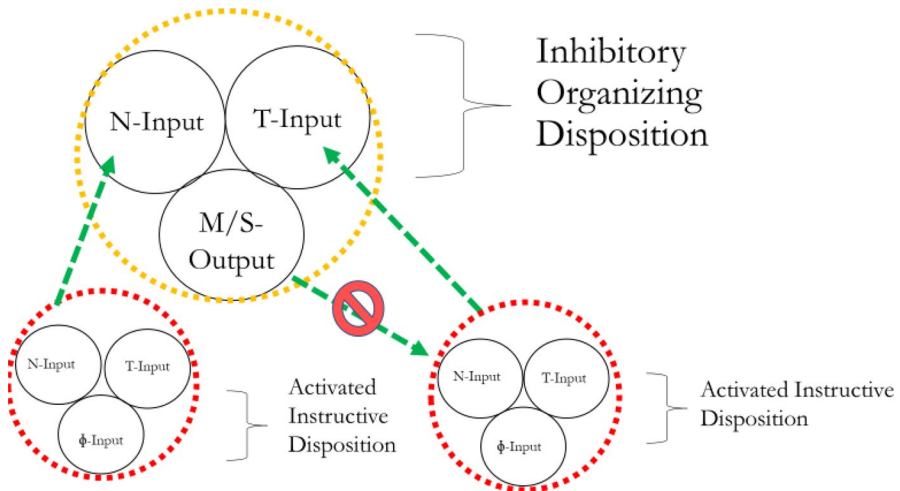 N-Input
T-Input
M/S-
Output
Inhibitory
Organizing
Disposition
N-Input
T-Input
ϕ-Input
Activated
Instructive
Disposition
N-Input
T-Input
ϕ-Input
Activated Instructive
Disposition